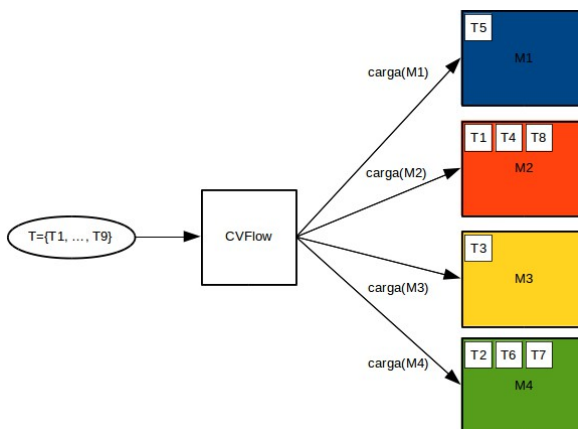 T5
M1
carga(M1)
T1 T4 T8
M2
carga(M2)
T={T1, ..., T9}
CVFlow
T3
M3
carga(M3)
T2 T6 T7
M4
carga(M4)